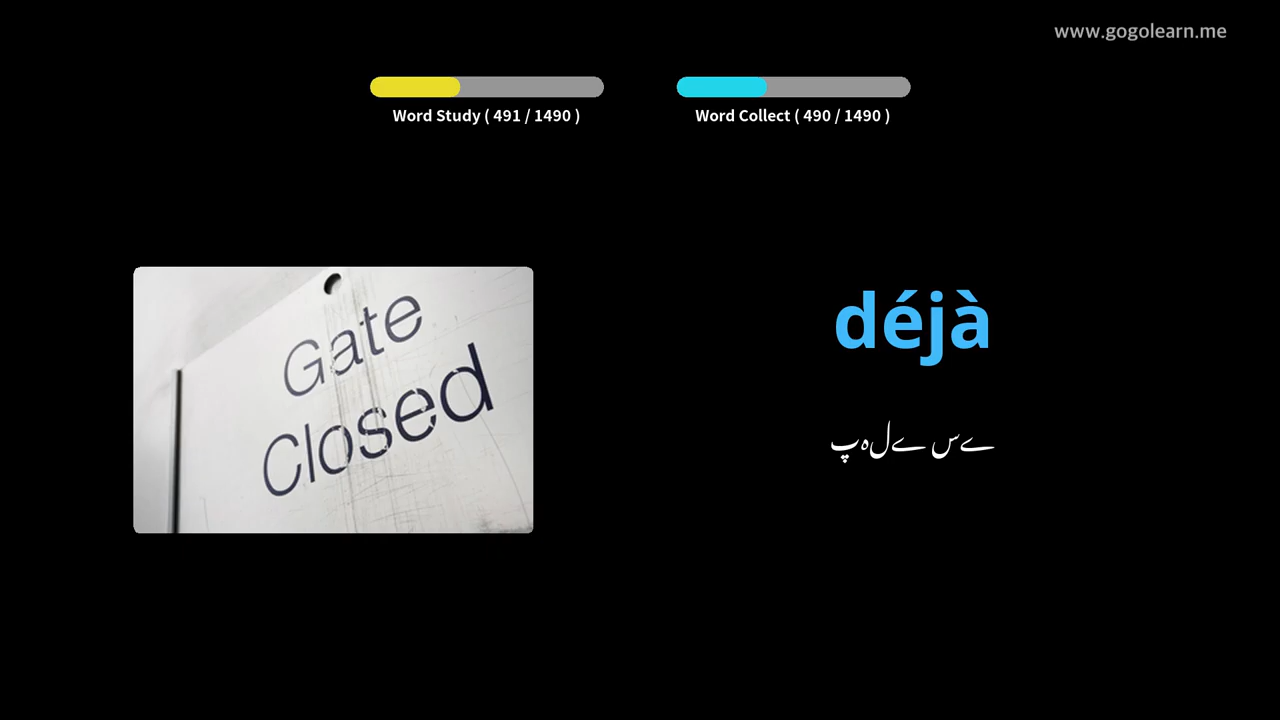 www.gogolearn.me
Word Study ( 491 / 1490 )
Word Collect ( 490 / 1490 )
Gate
Closed
déjà
پہلے سے